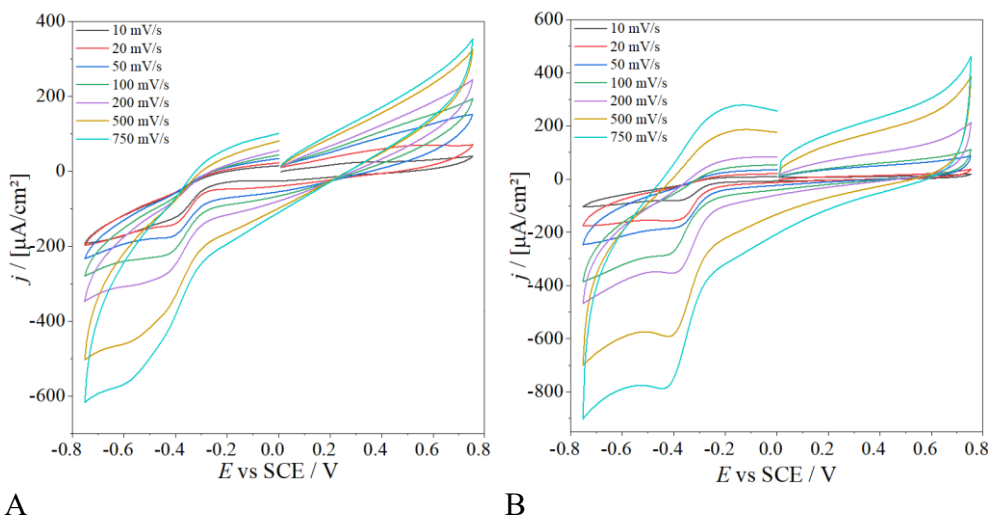 400
200
0
-200
-400
-600
-0.8
-0.6
-0.4
-0.2
0.0
0.2
0.4
0.6
0.8
j / [µA/cm²]
E vs SCE / V
10 mV/s
20 mV/s
50 mV/s
100 mV/s
200 mV/s
500 mV/s
750 mV/s
A
600
400
200
0
-200
-400
-600
-800
-0.8
-0.6
-0.4
-0.2
0.0
0.2
0.4
0.6
0.8
j / [µA/cm²]
E vs SCE / V
10 mV/s
20 mV/s
50 mV/s
100 mV/s
200 mV/s
500 mV/s
750 mV/s
B